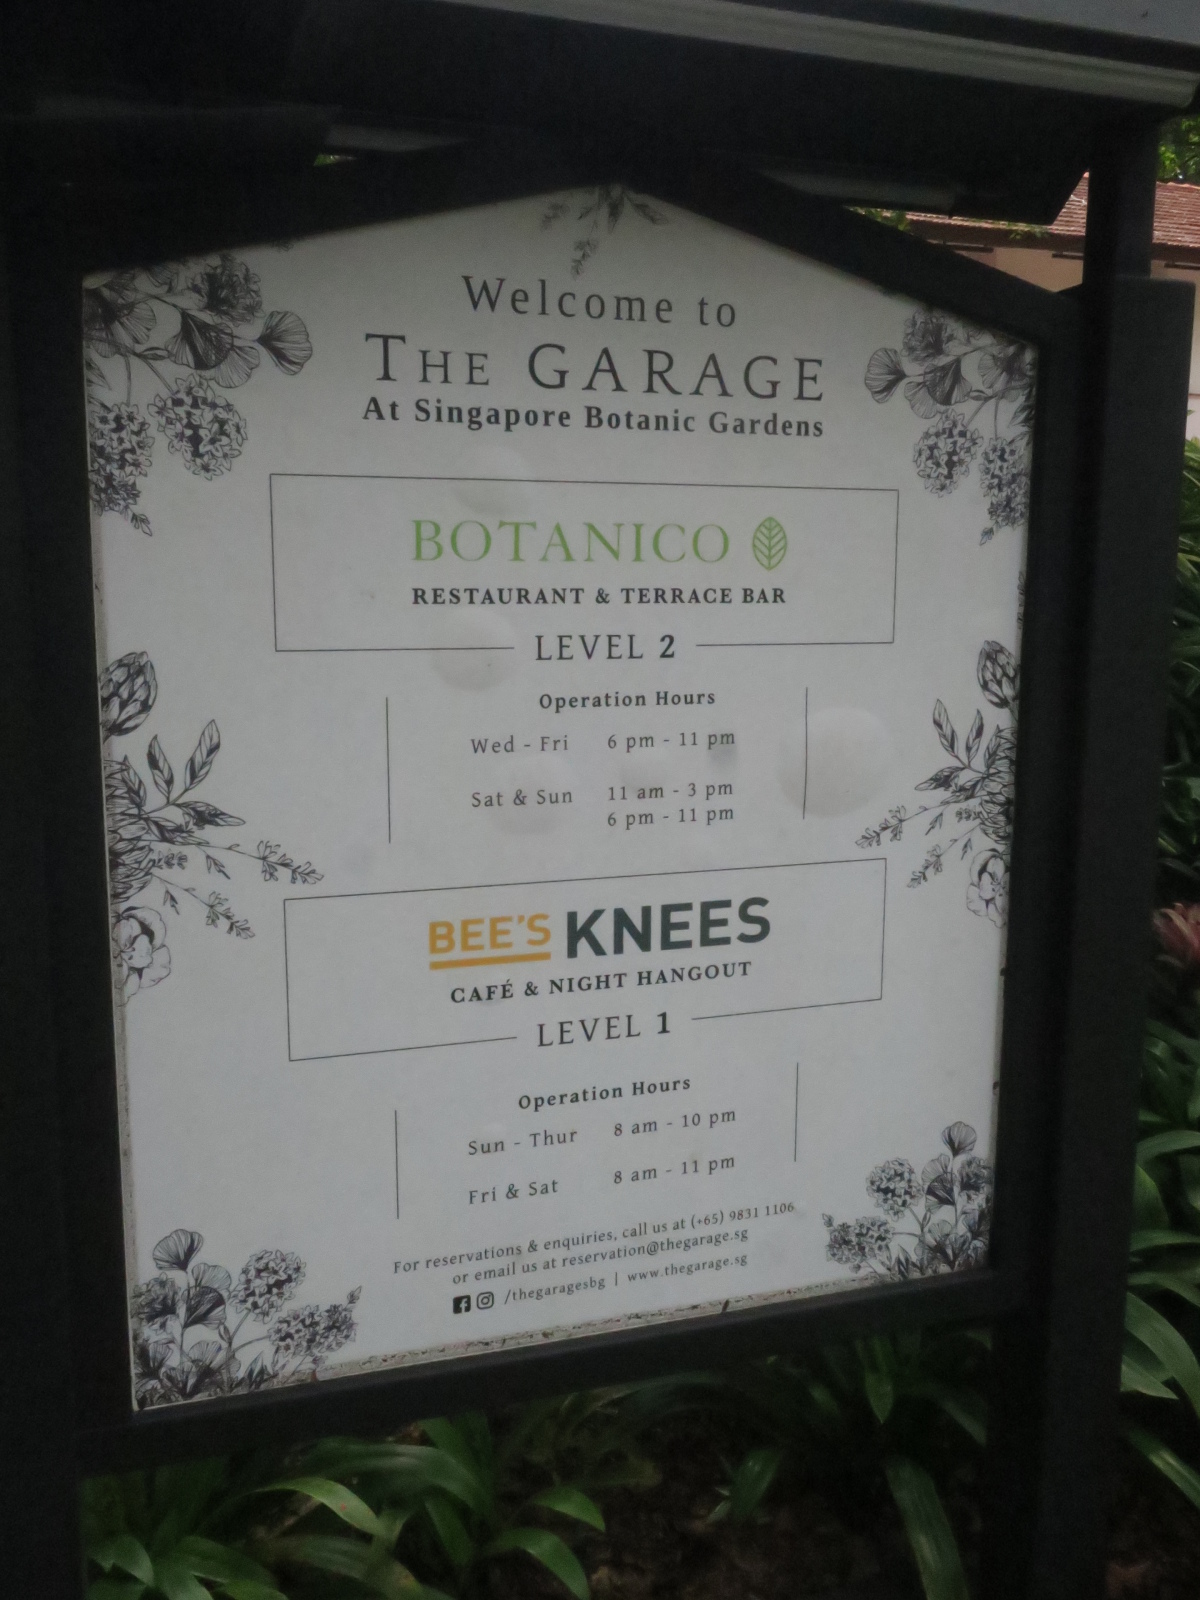 Welcome to
THE GARAGE
At Singapore Botanic Gardens
BOTANICO
RESTAURANT & TERRACE BAR
LEVEL 2
Operation Hours
Wed - Fri 6 pm - 11 pm
Sat & Sun 11 am - 3 pm
6 pm - 11 pm
BEE'S KNEES
CAFÉ & NIGHT HANGOUT
LEVEL 1
Operation Hours
Sun - Thur 8 am - 10 pm
Fri & Sat 8 am - 11 pm
For reservations & enquiries, call us at (+65) 9831 1106
or email us at reservation@thegarage.sg
/thegaragesbg | www.thegarage.sg